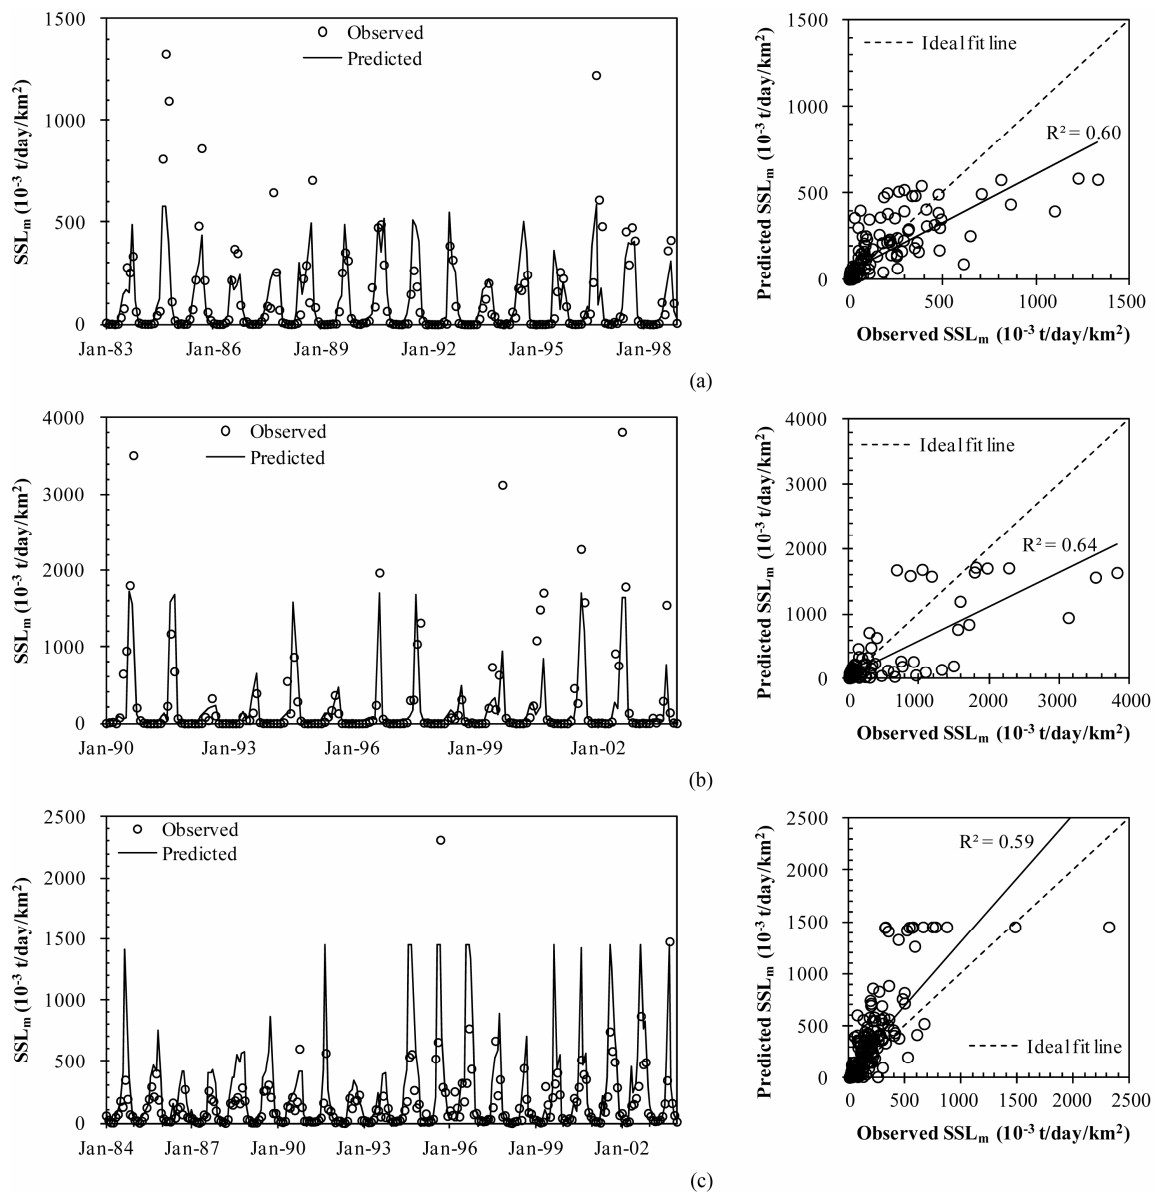 1500
1000
500
0
SSLm (10-3 t/day/km2)
Observed
Predicted
Jan-83 Jan-86 Jan-89 Jan-92 Jan-95 Jan-98
1500
1000
500
0
Predicted SSLm (10-3 t/day/km2)
Ideal fit line
R² = 0.60
0 500 1000 1500
Observed SSLm (10-3 t/day/km2)
(a)
4000
3000
2000
1000
0
SSLm (10-3 t/day/km2)
Observed
Predicted
Jan-90 Jan-93 Jan-96 Jan-99 Jan-02
4000
3000
2000
1000
0
Predicted SSLm (10-3 t/day/km2)
Ideal fit line
R² = 0.64
0 1000 2000 3000 4000
Observed SSLm (10-3 t/day/km2)
(b)
2500
2000
1500
1000
500
0
SSLm (10-3 t/day/km2)
Observed
Predicted
Jan-84 Jan-87 Jan-90 Jan-93 Jan-96 Jan-99 Jan-02
2500
2000
1500
1000
500
0
Predicted SSLm (10-3 t/day/km2)
R² = 0.59
Ideal fit line
0 500 1000 1500 2000 2500
Observed SSLm (10-3 t/day/km2)
(c)